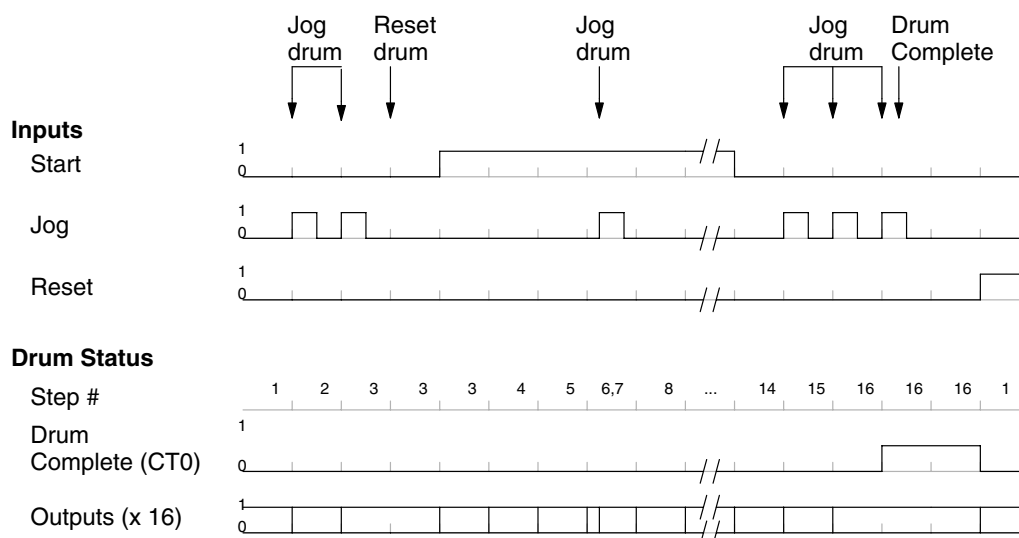 Jog drum
Reset drum
Jog drum
Jog drum
Drum Complete
Inputs
Start
1
0
Jog
1
0
Reset
1
0
Drum Status
Step #
1 2 3 3 3 4 5 6,7 8 ... 14 15 16 16 16 1
Drum
Complete (CT0)
1
0
Outputs (x 16)
1
0